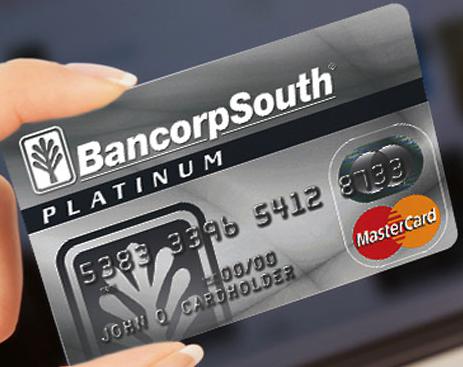 BancorpSouth®
PLATINUM
5383 3396 5412 8733
00/00
JOHN Q CARDHOLDER
MasterCard